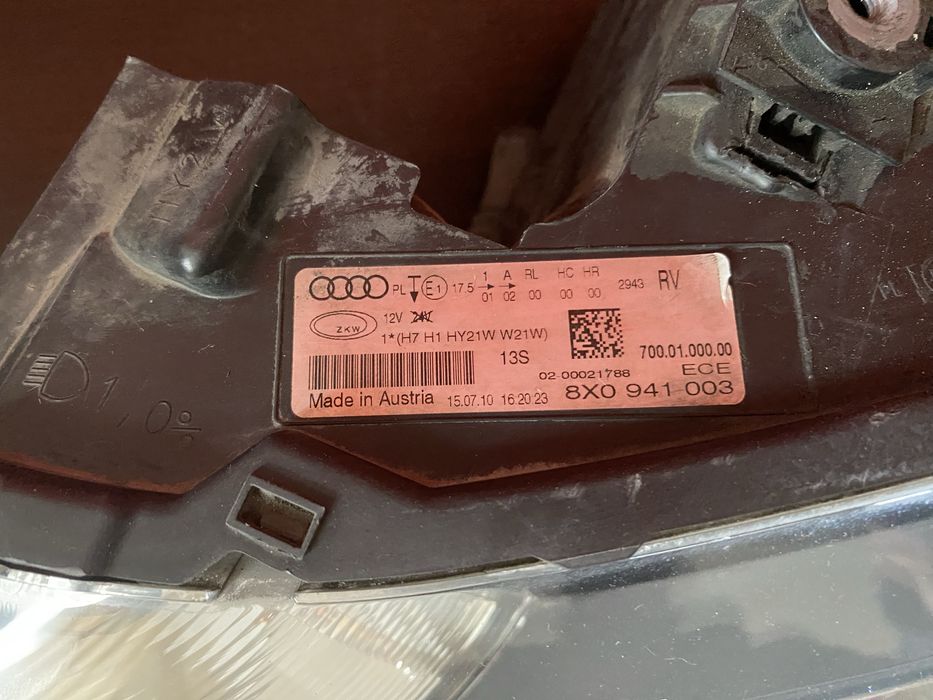 PL E1 17.5 1 01 A 02 RL 00 HC 00 HR 00 2943 RV
ZKW 12V 24V
1*(H7 H1 HY21W W21W)
13S 700.01.000.00
02-00021788 ECE
Made in Austria 15.07.10 16:20:23 8X0 941 003
1,0%